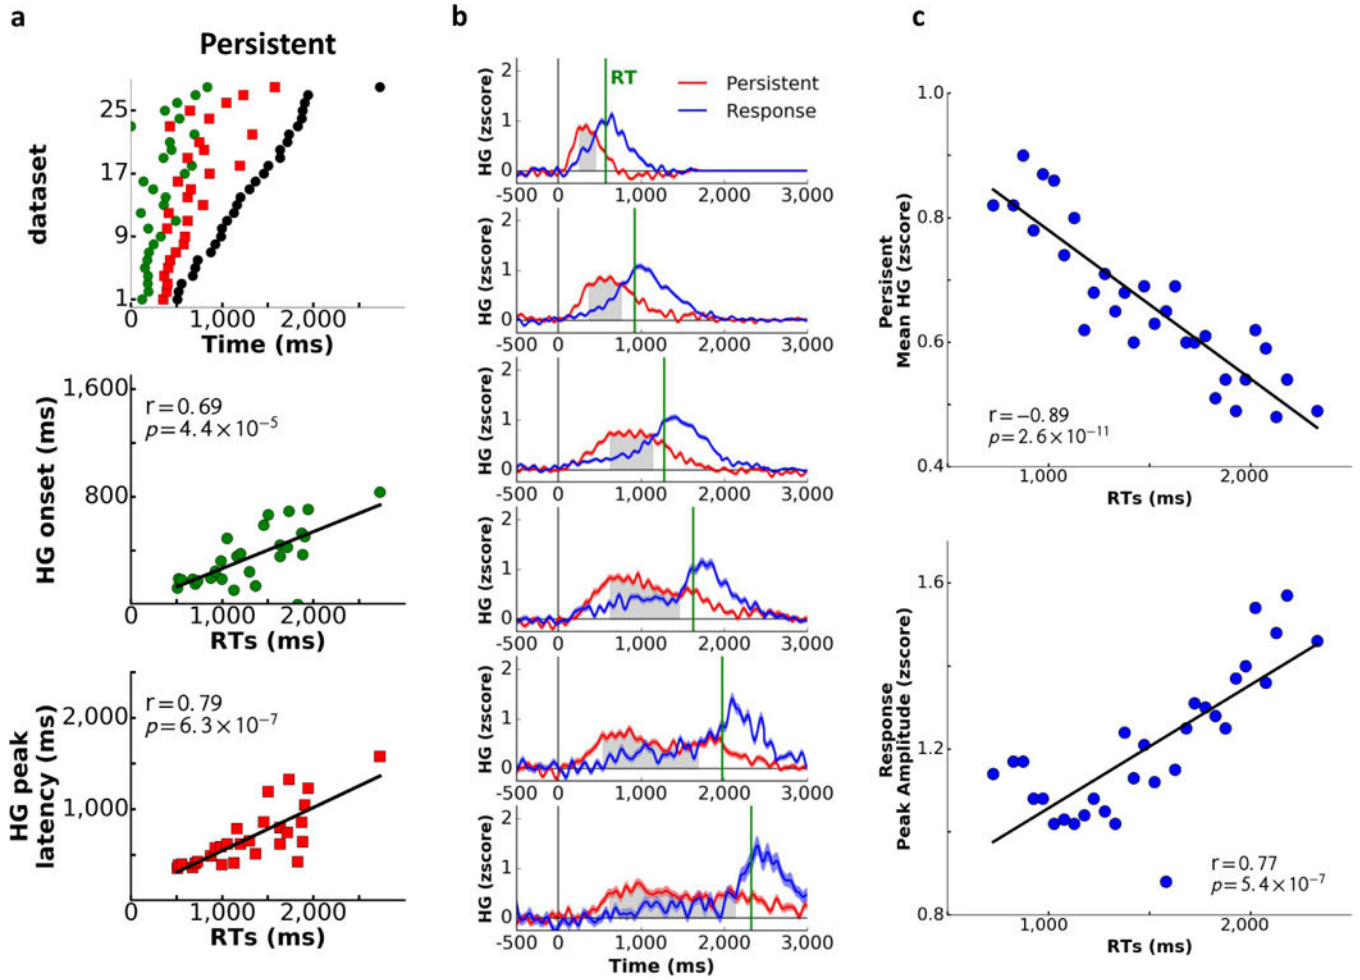 a
Persistent
dataset
25
17
9
1
0
1,000
2,000
Time (ms)
HG onset (ms)
1,600
800
0
r=0.69
p=4.4×10⁻⁵
0
1,000
2,000
RTs (ms)
HG peak
latency (ms)
2,000
1,000
0
r=0.79
p=6.3×10⁻⁷
0
1,000
2,000
RTs (ms)
b
HG (zscore)
2
1
0
RT
Persistent
Response
-500
0
1,000
2,000
3,000
HG (zscore)
2
1
0
-500
0
1,000
2,000
3,000
HG (zscore)
2
1
0
-500
0
1,000
2,000
3,000
HG (zscore)
2
1
0
-500
0
1,000
2,000
3,000
HG (zscore)
2
1
0
-500
0
1,000
2,000
3,000
HG (zscore)
2
1
0
-500
0
1,000
2,000
3,000
Time (ms)
c
Persisent
Mean HG (zscore)
1.0
0.8
0.6
0.4
r=−0.89
p=2.6×10⁻¹¹
1,000
2,000
RTs (ms)
Response
Peak Amplitude (zscore)
1.6
1.2
0.8
r=0.77
p=5.4×10⁻⁷
1,000
2,000
RTs (ms)